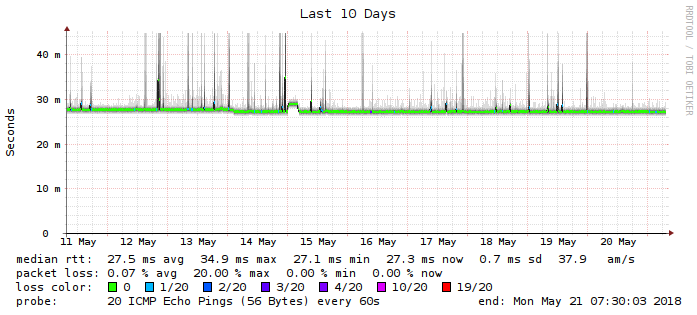 Last 10 Days
RRDTOOL / TOBI OETIKER
Seconds
40 m
30 m
20 m
10 m
0
11 May 12 May 13 May 14 May 15 May 16 May 17 May 18 May 19 May 20 May
median rtt: 27.5 ms avg 34.9 ms max 27.1 ms min 27.3 ms now 0.7 ms sd 37.9 am/s
packet loss: 0.07 % avg 20.00 % max 0.00 % min 0.00 % now
loss color: 0 1/20 2/20 3/20 4/20 10/20 19/20
probe: 20 ICMP Echo Pings (56 Bytes) every 60s end: Mon May 21 07:30:03 2018